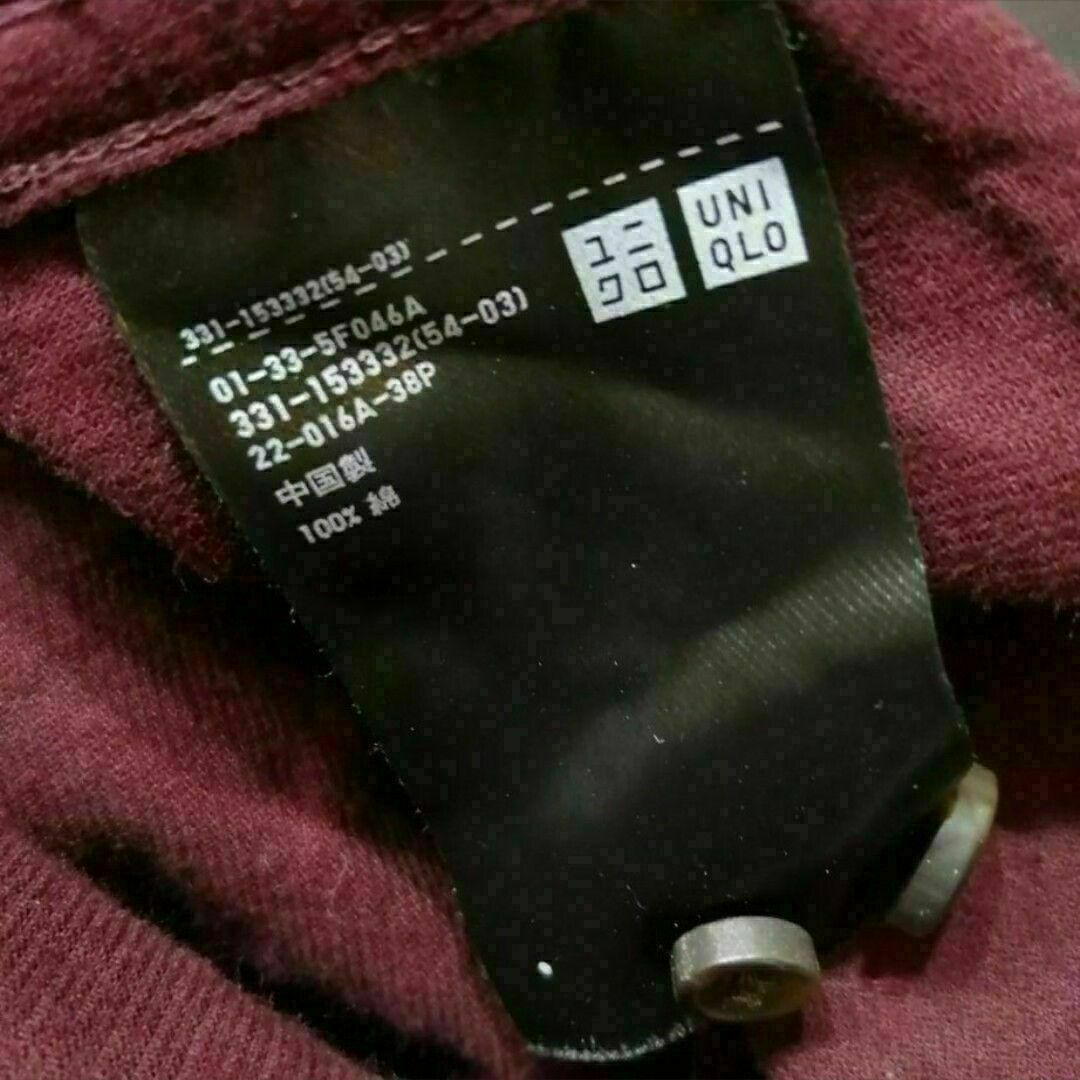 ユニ
クロ
UNI
QLO
331-153332(54-03)
01-33-5F046A
331-153332(54-03)
22-016A-38P
中国製
100% 綿